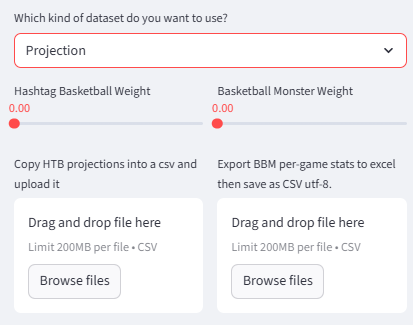 Which kind of dataset do you want to use?
Projection
Hashtag Basketball Weight
0.00
Basketball Monster Weight
0.00
Copy HTB projections into a csv and
upload it
Drag and drop file here
Limit 200MB per file • CSV
Browse files
Export BBM per-game stats to excel
then save as CSV utf-8.
Drag and drop file here
Limit 200MB per file • CSV
Browse files